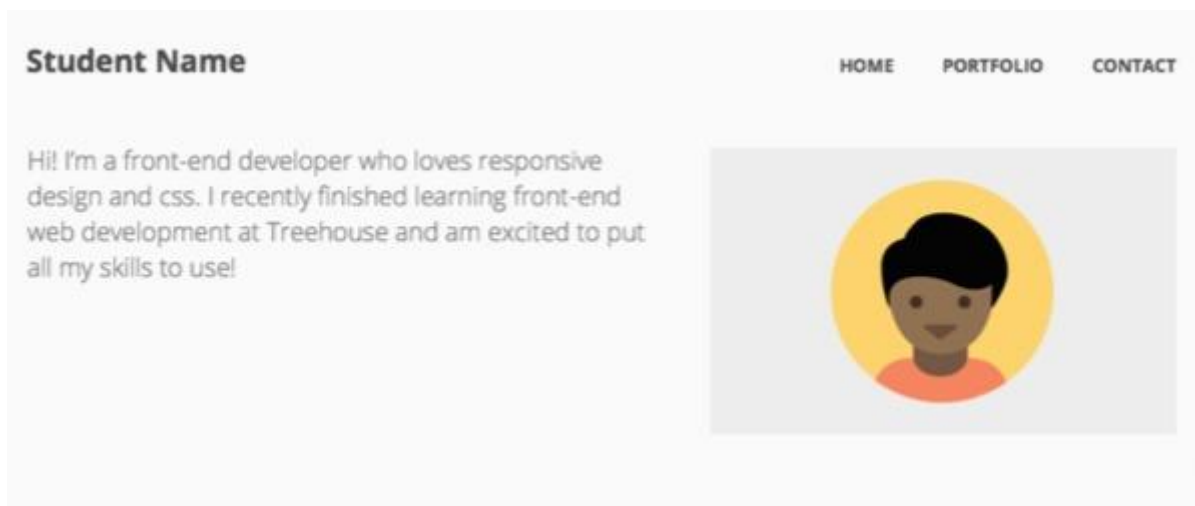 Student Name
HOME PORTFOLIO CONTACT
Hi! I'm a front-end developer who loves responsive
design and css. I recently finished learning front-end
web development at Treehouse and am excited to put
all my skills to use!